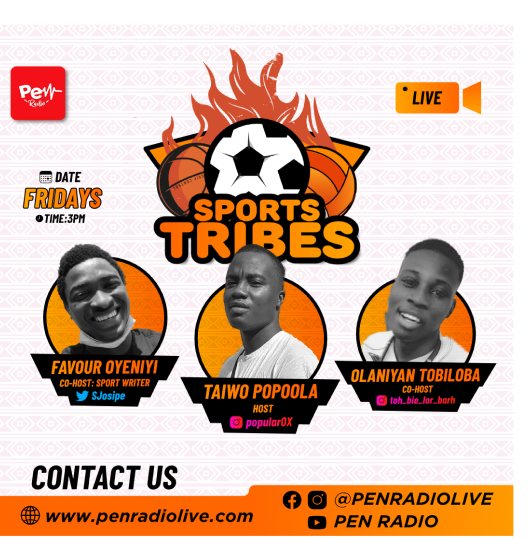 Pen
Radio
LIVE
DATE
FRIDAYS
TIME:3PM
SPORTS
TRIBES
FAVOUR OYENIYI
CO-HOST: SPORT WRITER
SJosipe
TAIWO POPOOLA
HOST
popular0X
OLANIYAN TOBILOBA
CO-HOST
toh_bie_lor_barh
CONTACT US
www.penradiolive.com
@PENRADIOLIVE
PEN RADIO